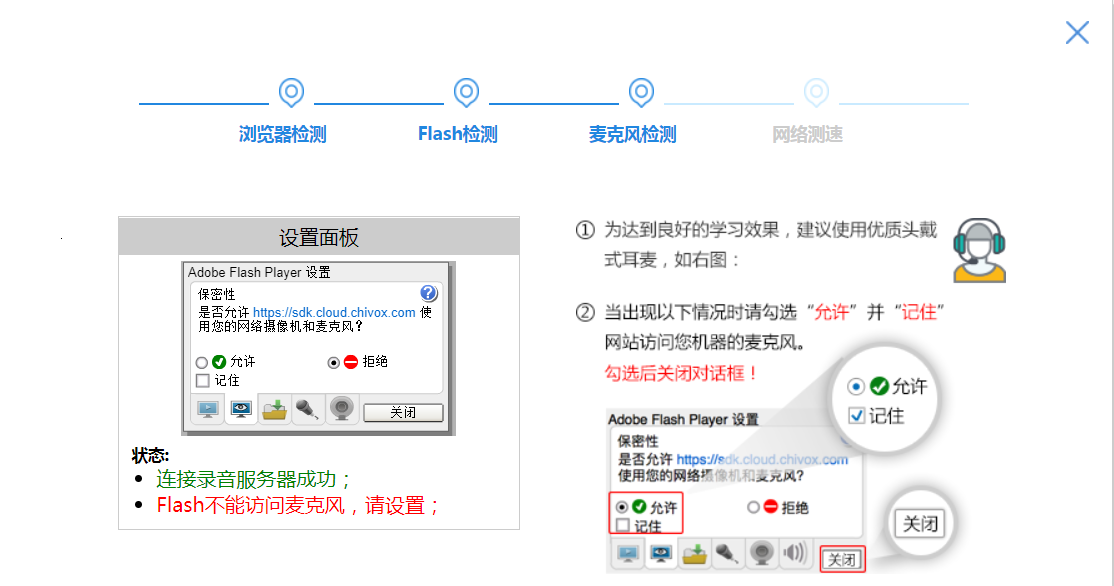 浏览器检测
Flash检测
麦克风检测
网络测速
设置面板
Adobe Flash Player 设置
保密性
是否允许 https://sdk.cloud.chivox.com 使
用您的网络摄像机和麦克风?
允许
拒绝
记住
关闭
状态:
连接录音服务器成功；
Flash不能访问麦克风，请设置；
① 为达到良好的学习效果，建议使用优质头戴
式耳麦，如右图：
② 当出现以下情况时请勾选“允许”并“记住”
网站访问您机器的麦克风。
勾选后关闭对话框！
允许
记住
Adobe Flash Player 设置
保密性
是否允许 https://sdk.cloud.chivox.com
使用您的网络摄像机和麦克风?
允许
拒绝
记住
关闭
关闭